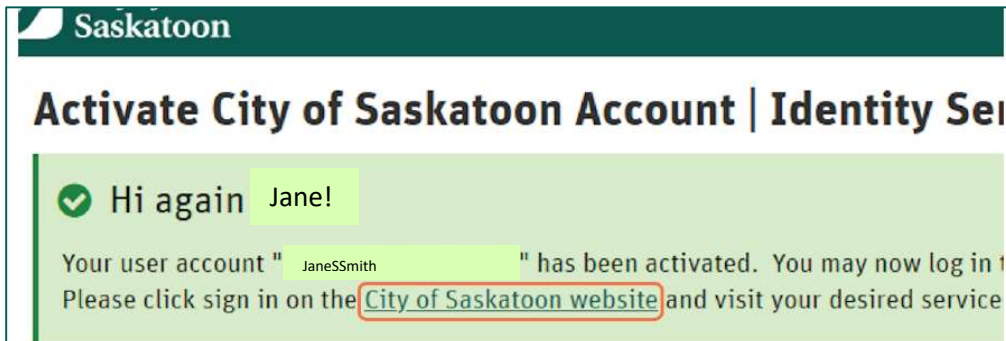 Saskatoon
Activate City of Saskatoon Account | Identity
Hi again Jane!
Your user account " JaneSSmith " has been activated. You may now log in
Please click sign in on the City of Saskatoon website and visit your desired service